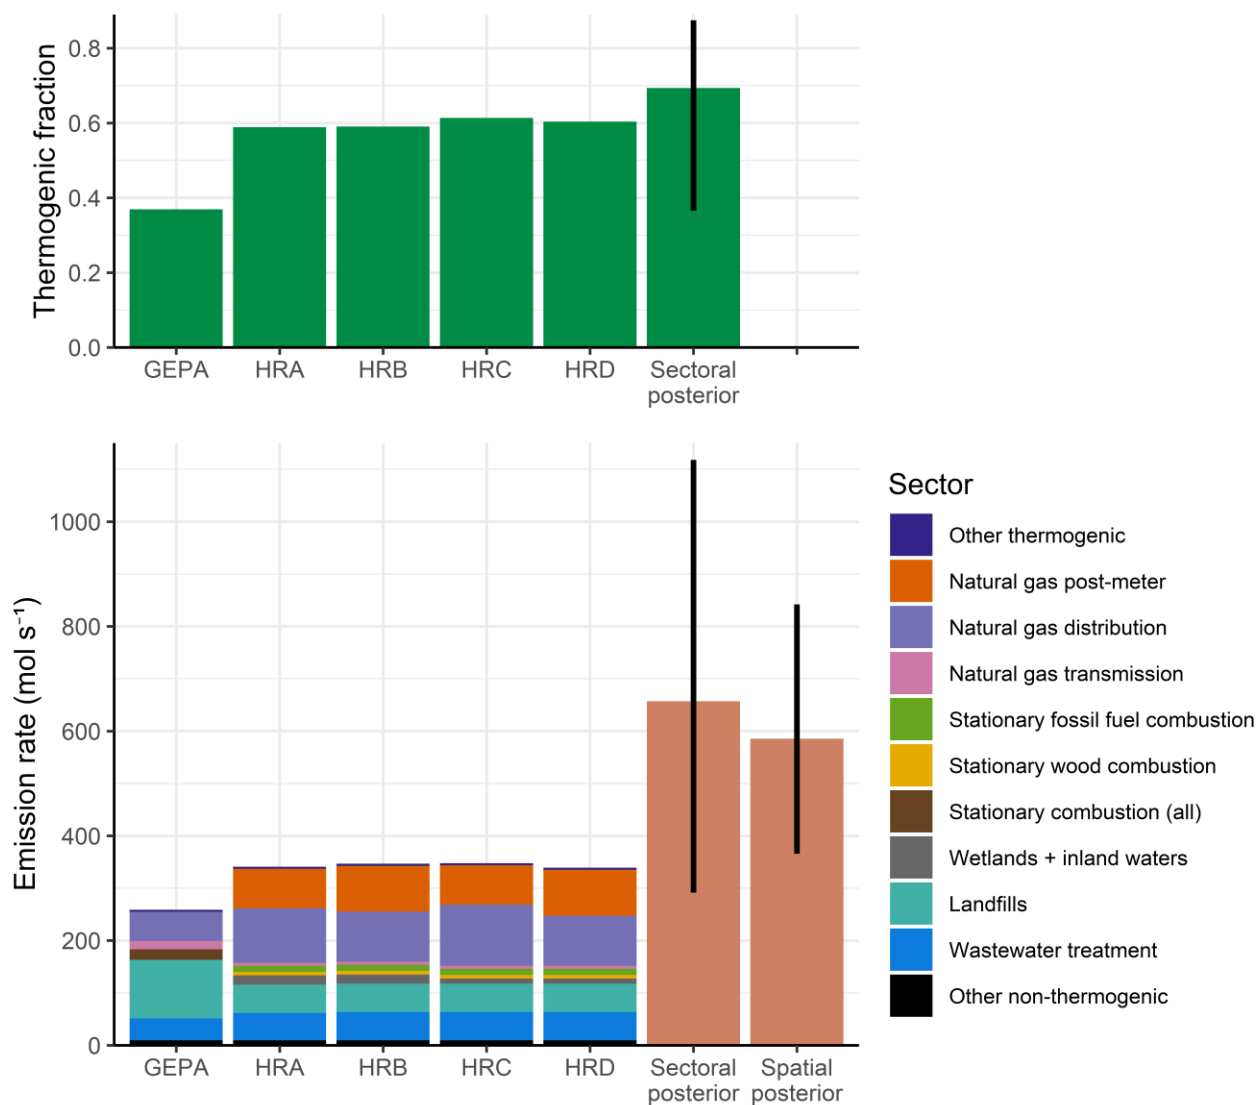 Thermogenic fraction
0.8
0.6
0.4
0.2
0.0
GEPA
HRA
HRB
HRC
HRD
Sectoral
posterior
Emission rate (mol s⁻¹)
1000
800
600
400
200
0
GEPA
HRA
HRB
HRC
HRD
Sectoral
posterior
Spatial
posterior
Sector
Other thermogenic
Natural gas post-meter
Natural gas distribution
Natural gas transmission
Stationary fossil fuel combustion
Stationary wood combustion
Stationary combustion (all)
Wetlands + inland waters
Landfills
Wastewater treatment
Other non-thermogenic